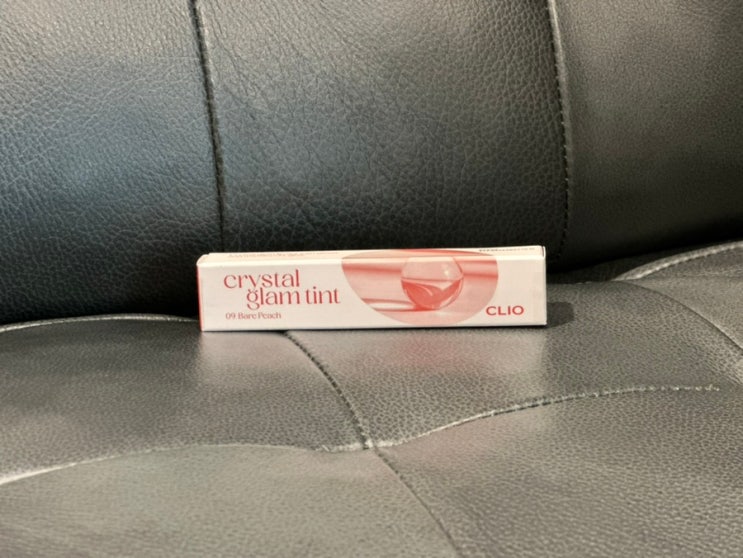 crystal
glam tint
09 Bare Peach
CLIO